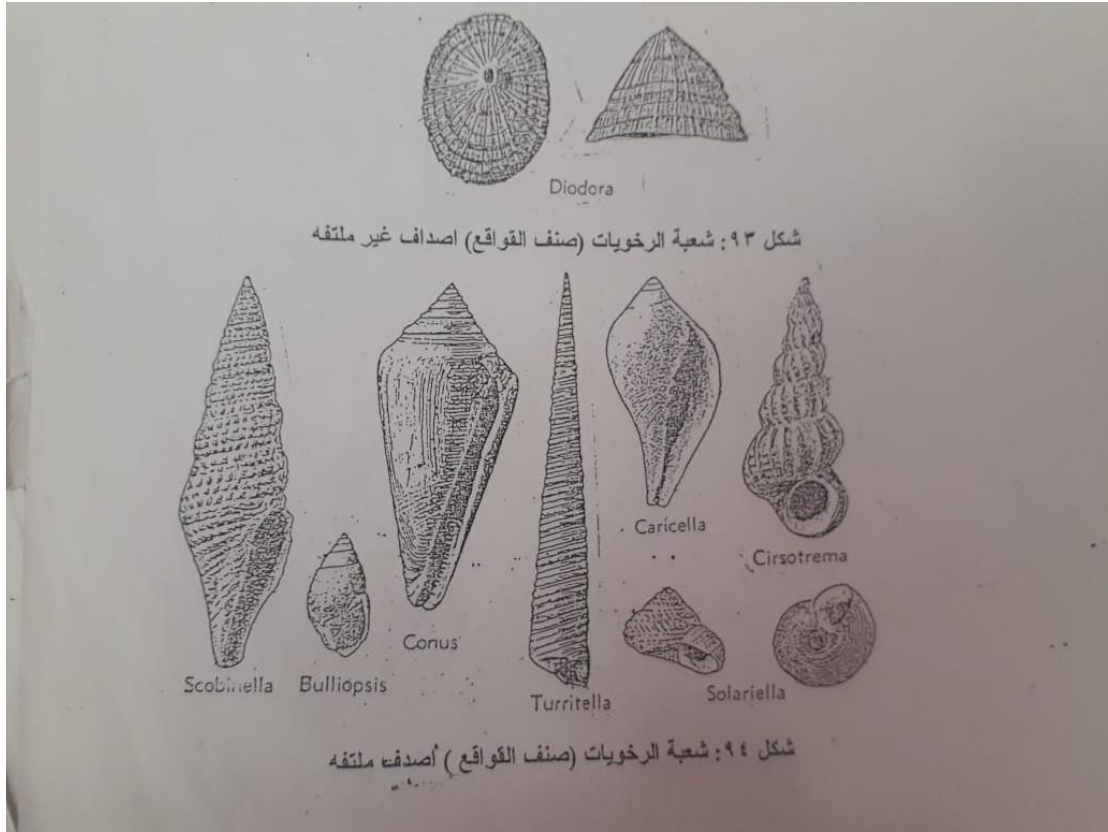 Diodora
شكل ٩٣: شعبة الرخويات (صنف القواقع) اصداف غير ملتفه
Caricella
Cirsotrema
Conus
Scobinella Bulliopsis
Turritella
Solariella
شكل ٩٤: شعبة الرخويات (صنف القواقع) اصدف ملتفه